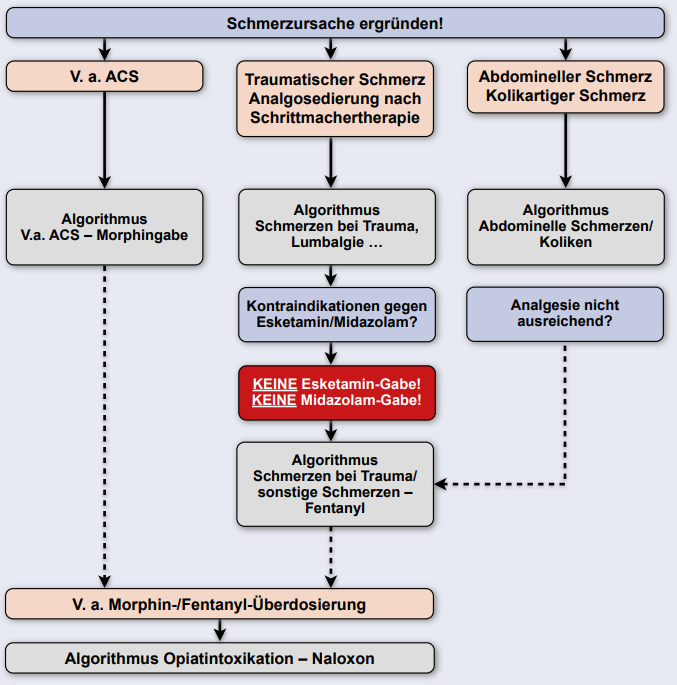 Schmerzursache ergründen!
V. a. ACS
Traumatischer Schmerz
Analgosedierung nach
Schrittmachertherapie
Abdomineller Schmerz
Kolikartiger Schmerz
Algorithmus
V.a. ACS – Morphingabe
Algorithmus
Schmerzen bei Trauma,
Lumbalgie ...
Algorithmus
Abdominelle Schmerzen/
Koliken
Kontraindikationen gegen
Esketamin/Midazolam?
Analgesie nicht
ausreichend?
KEINE Esketamin-Gabe!
KEINE Midazolam-Gabe!
Algorithmus
Schmerzen bei Trauma/
sonstige Schmerzen –
Fentanyl
V. a. Morphin-/Fentanyl-Überdosierung
Algorithmus Opiatintoxikation – Naloxon